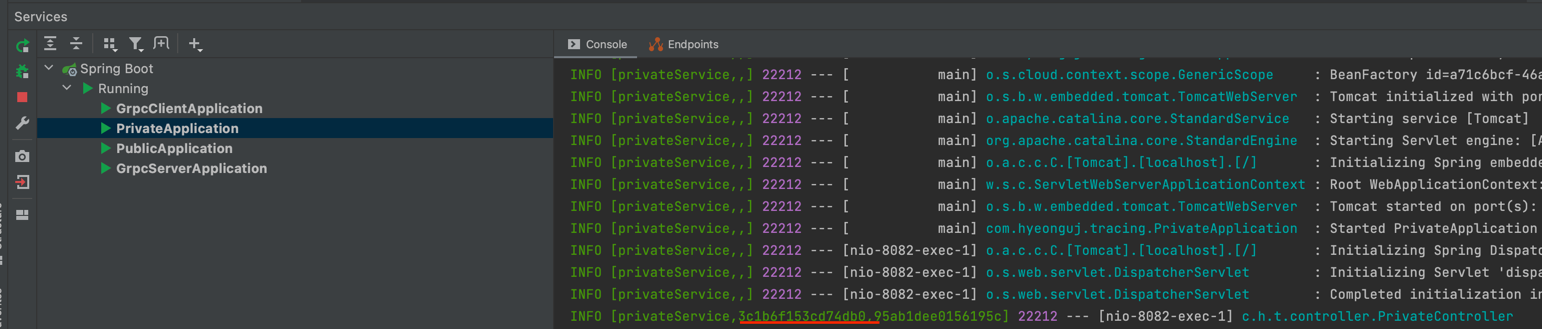 Services
Spring Boot
Running
GrpcClientApplication
PrivateApplication
PublicApplication
GrpcServerApplication
Console Endpoints
INFO [privateService,,] 22212 --- [ main] o.s.cloud.context.scope.GenericScope : BeanFactory id=a71c6bcf-46a
INFO [privateService,,] 22212 --- [ main] o.s.b.w.embedded.tomcat.TomcatWebServer : Tomcat initialized with por
INFO [privateService,,] 22212 --- [ main] o.apache.catalina.core.StandardService : Starting service [Tomcat]
INFO [privateService,,] 22212 --- [ main] org.apache.catalina.core.StandardEngine : Starting Servlet engine: [A
INFO [privateService,,] 22212 --- [ main] o.a.c.c.C.[Tomcat].[localhost].[/] : Initializing Spring embedde
INFO [privateService,,] 22212 --- [ main] w.s.c.ServletWebServerApplicationContext : Root WebApplicationContext:
INFO [privateService,,] 22212 --- [ main] o.s.b.w.embedded.tomcat.TomcatWebServer : Tomcat started on port(s):
INFO [privateService,,] 22212 --- [ main] com.hyeonguj.tracing.PrivateApplication : Started PrivateApplication
INFO [privateService,,] 22212 --- [nio-8082-exec-1] o.a.c.c.C.[Tomcat].[localhost].[/] : Initializing Spring Dispatc
INFO [privateService,,] 22212 --- [nio-8082-exec-1] o.s.web.servlet.DispatcherServlet : Initializing Servlet 'dispa
INFO [privateService,,] 22212 --- [nio-8082-exec-1] o.s.web.servlet.DispatcherServlet : Completed initialization in
INFO [privateService,3c1b6f153cd74db0,95ab1dee0156195c] 22212 --- [nio-8082-exec-1] c.h.t.controller.PrivateController